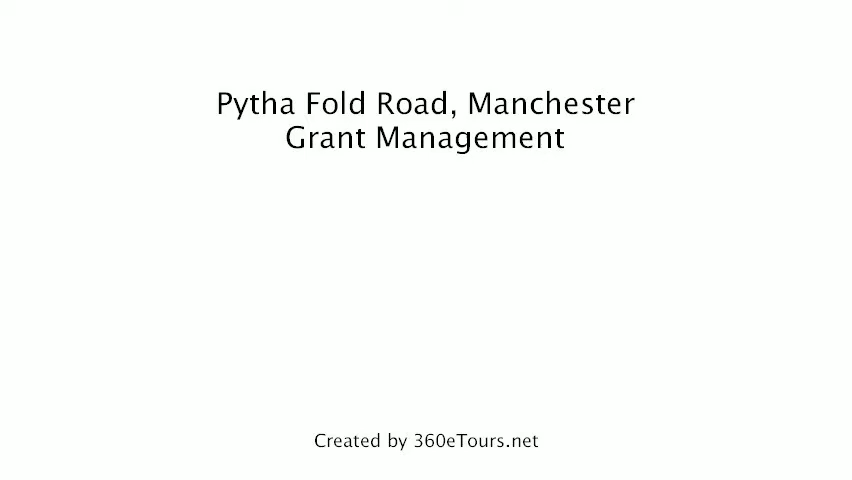 Pytha Fold Road, Manchester
Grant Management
Created by 360eTours.net